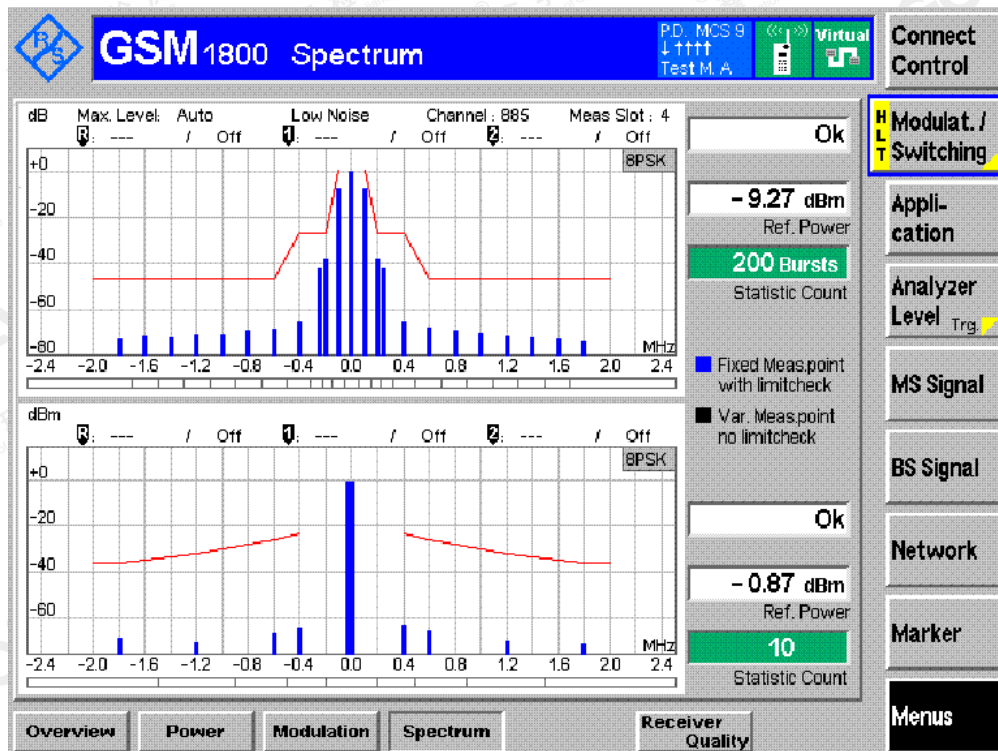 R&S
GSM 1800 Spectrum
P.D. MCS 9
↓ ↑↑↑↑
Test M. A.
Virtual
Connect
Control
dB Max. Level: Auto Low Noise Channel : 885 Meas Slot : 4
R: --- / Off 1: --- / Off 2: --- / Off
8PSK
+0
-20
-40
-60
-80
MHz
-2.4 -2.0 -1.6 -1.2 -0.8 -0.4 0.0 0.4 0.8 1.2 1.6 2.0 2.4
Ok
- 9.27 dBm
Ref. Power
200 Bursts
Statistic Count
Fixed Meas.point
with limitcheck
Var. Meas.point
no limitcheck
dBm
R: --- / Off 1: --- / Off 2: --- / Off
8PSK
+0
-20
-40
-60
MHz
-2.4 -2.0 -1.6 -1.2 -0.8 -0.4 0.0 0.4 0.8 1.2 1.6 2.0 2.4
Ok
- 0.87 dBm
Ref. Power
10
Statistic Count
H
L
T
Modulat. /
Switching
Appli-
cation
Analyzer
Level Trg.
MS Signal
BS Signal
Network
Marker
Menus
Overview
Power
Modulation
Spectrum
Receiver
Quality